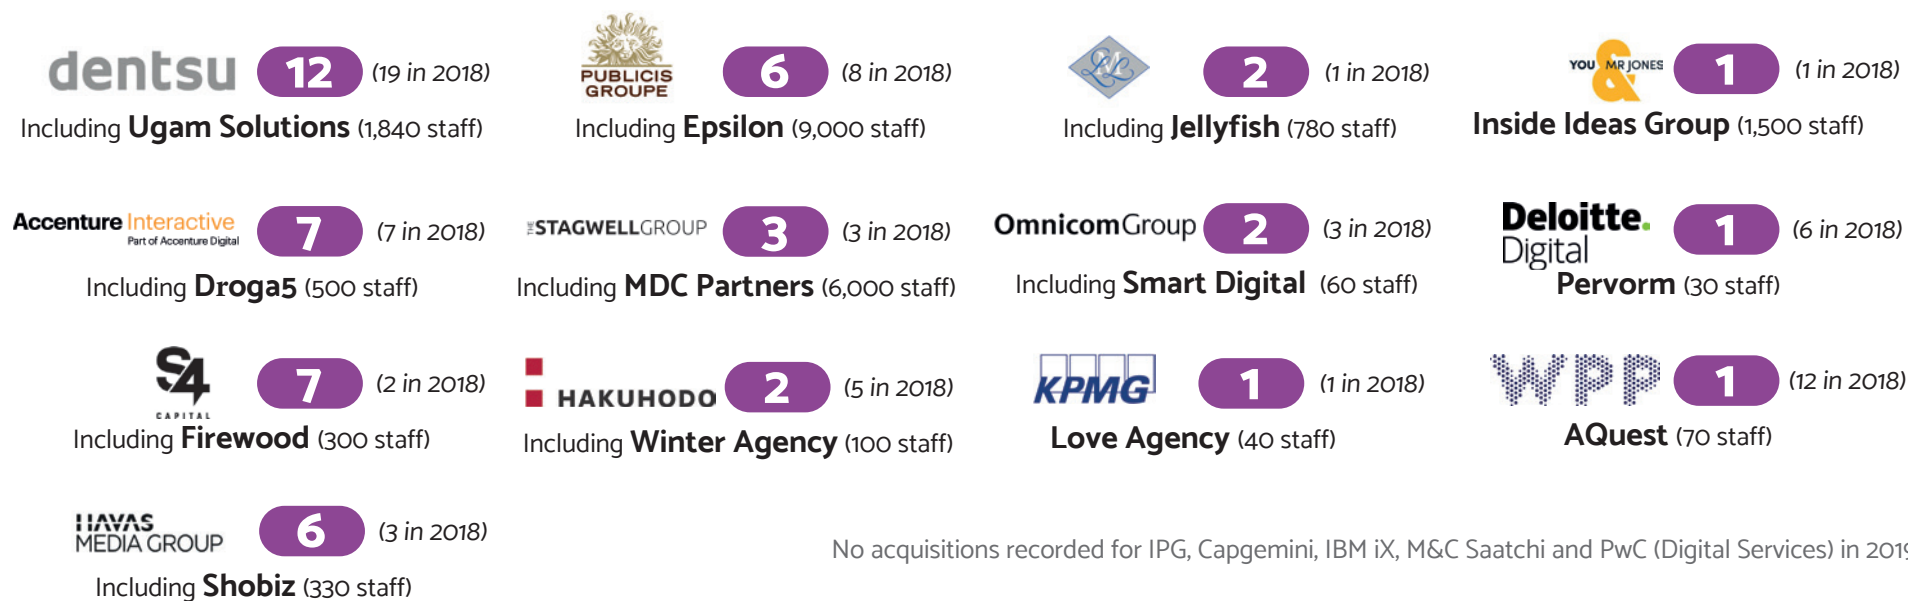 dentsu 12 (19 in 2018)
Including Ugam Solutions (1,840 staff)
PUBLICIS
GROUPE
6 (8 in 2018)
Including Epsilon (9,000 staff)
2 (1 in 2018)
Including Jellyfish (780 staff)
YOU & MR JONES 1 (1 in 2018)
Inside Ideas Group (1,500 staff)
Accenture Interactive
Part of Accenture Digital
7 (7 in 2018)
Including Droga5 (500 staff)
THE STAGWELLGROUP 3 (3 in 2018)
Including MDC Partners (6,000 staff)
OmnicomGroup 2 (3 in 2018)
Including Smart Digital (60 staff)
Deloitte.
Digital
1 (6 in 2018)
Pervorm (30 staff)
S4
CAPITAL
7 (2 in 2018)
Including Firewood (300 staff)
HAKUHODO 2 (5 in 2018)
Including Winter Agency (100 staff)
KPMG 1 (1 in 2018)
Love Agency (40 staff)
WPP 1 (12 in 2018)
AQuest (70 staff)
HAVAS
MEDIA GROUP
6 (3 in 2018)
Including Shobiz (330 staff)
No acquisitions recorded for IPG, Capgemini, IBM iX, M&C Saatchi and PwC (Digital Services) in 2019